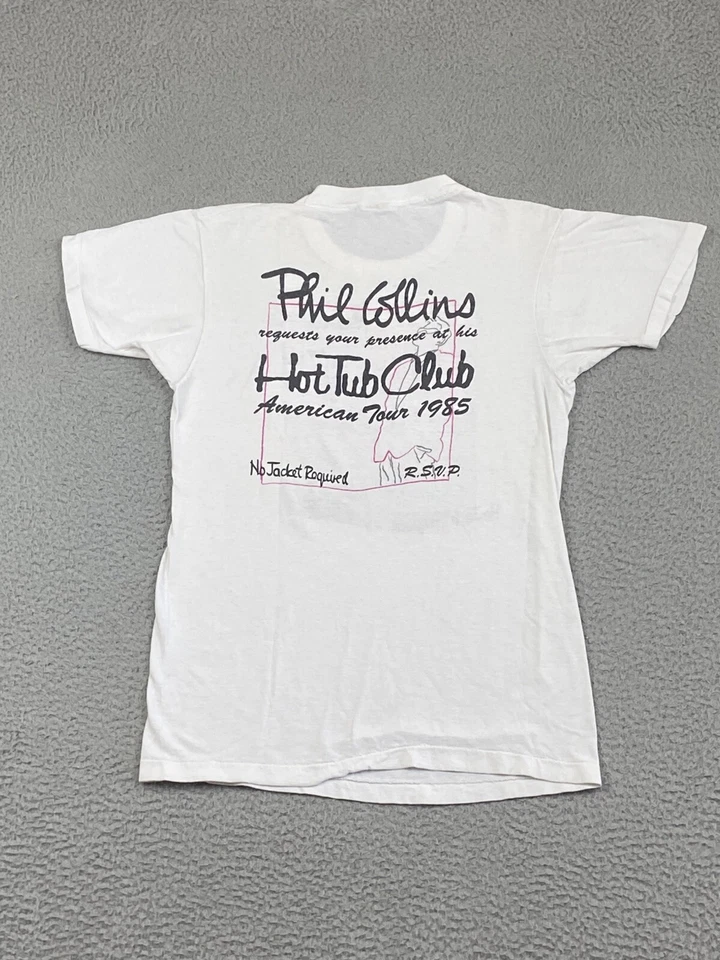 Phil Collins
requests your presence at his
Hot Tub Club
American Tour 1985
No Jacket Required
R.S.V.P.